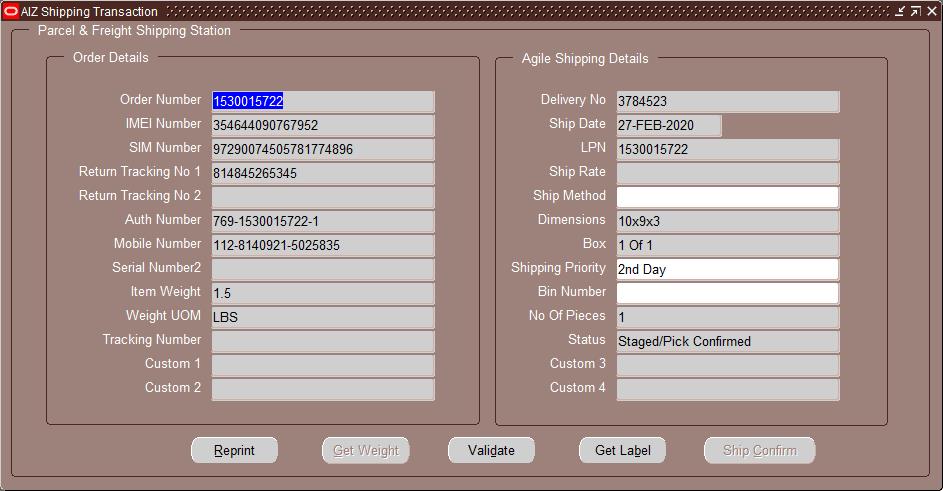 AIZ Shipping Transaction
Parcel & Freight Shipping Station
Order Details
Order Number 1530015722
IMEI Number 354644090767952
SIM Number 97290074505781774896
Return Tracking No 1 814845265345
Return Tracking No 2
Auth Number 769-1530015722-1
Mobile Number 112-8140921-5025835
Serial Number2
Item Weight 1.5
Weight UOM LBS
Tracking Number
Custom 1
Custom 2
Agile Shipping Details
Delivery No 3784523
Ship Date 27-FEB-2020
LPN 1530015722
Ship Rate
Ship Method
Dimensions 10x9x3
Box 1 Of 1
Shipping Priority 2nd Day
Bin Number
No Of Pieces 1
Status Staged/Pick Confirmed
Custom 3
Custom 4
Reprint Get Weight Validate Get Label Ship Confirm